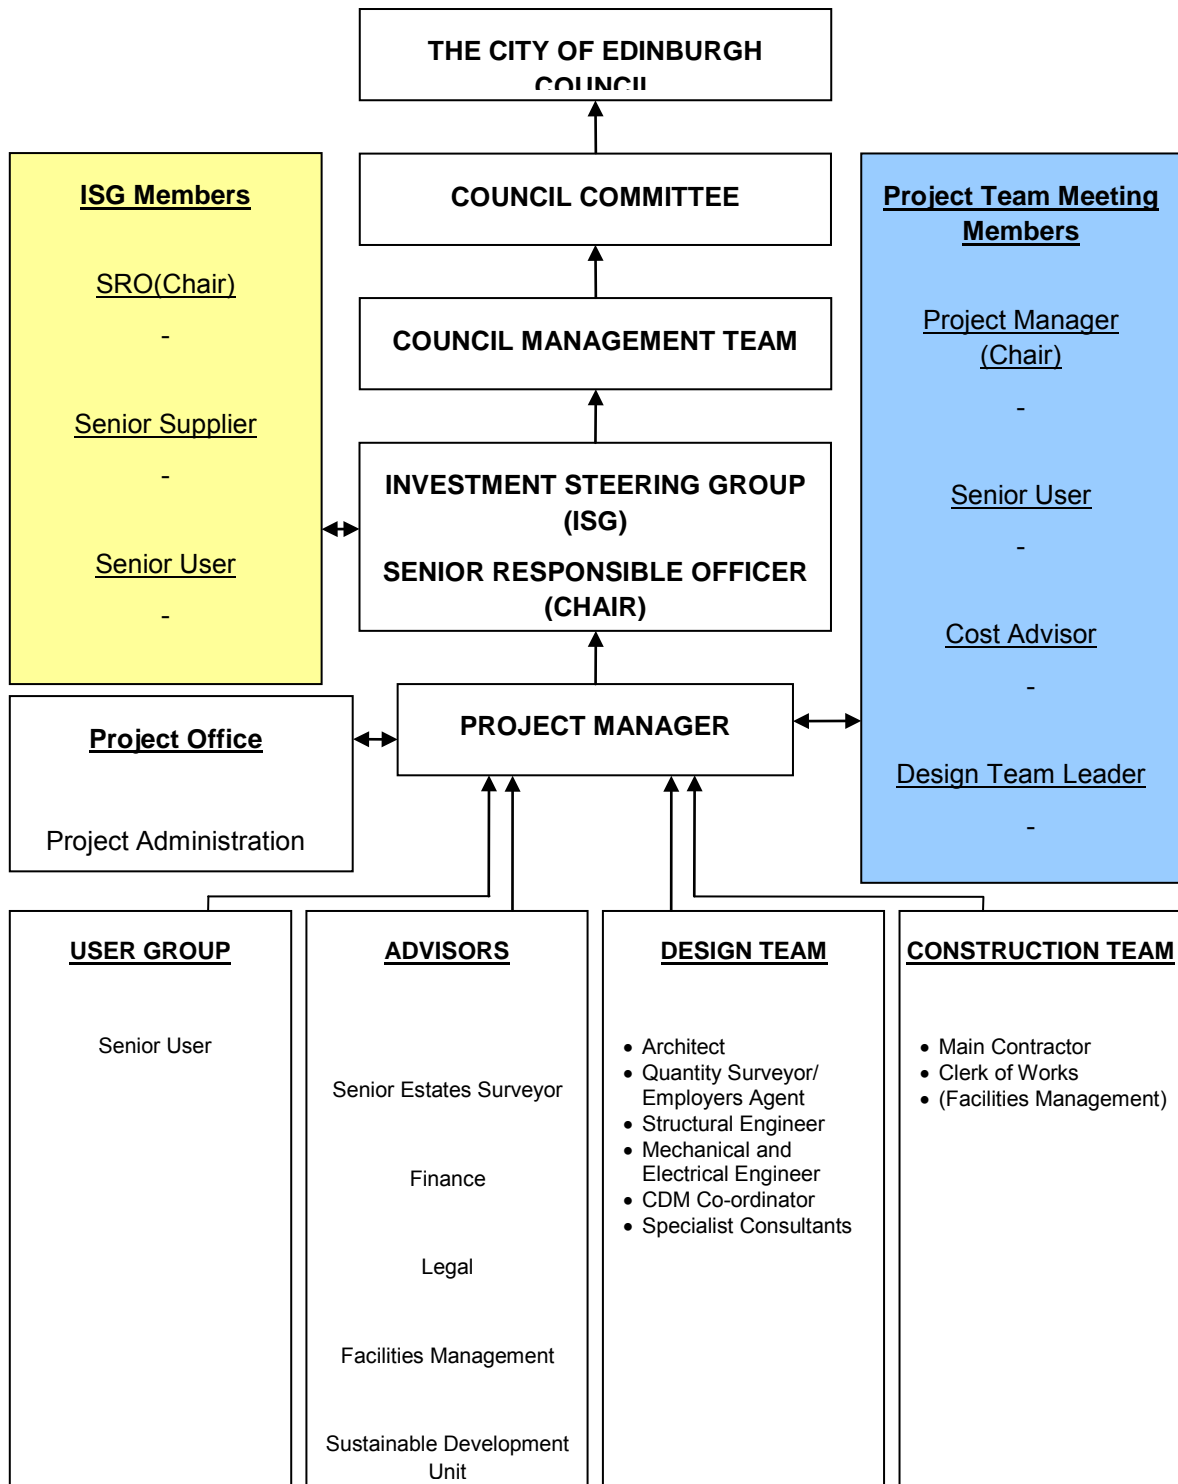 THE CITY OF EDINBURGH
COUNCIL
ISG Members
SRO(Chair)
-
Senior Supplier
-
Senior User
-
COUNCIL COMMITTEE
COUNCIL MANAGEMENT TEAM
INVESTMENT STEERING GROUP
(ISG)
SENIOR RESPONSIBLE OFFICER
(CHAIR)
Project Team Meeting
Members
Project Manager
(Chair)
-
Senior User
-
Cost Advisor
-
Design Team Leader
-
Project Office
Project Administration
PROJECT MANAGER
USER GROUP
Senior User
ADVISORS
Senior Estates Surveyor
Finance
Legal
Facilities Management
Sustainable Development
Unit
DESIGN TEAM
• Architect
• Quantity Surveyor/
Employers Agent
• Structural Engineer
• Mechanical and
Electrical Engineer
• CDM Co-ordinator
• Specialist Consultants
CONSTRUCTION TEAM
• Main Contractor
• Clerk of Works
• (Facilities Management)